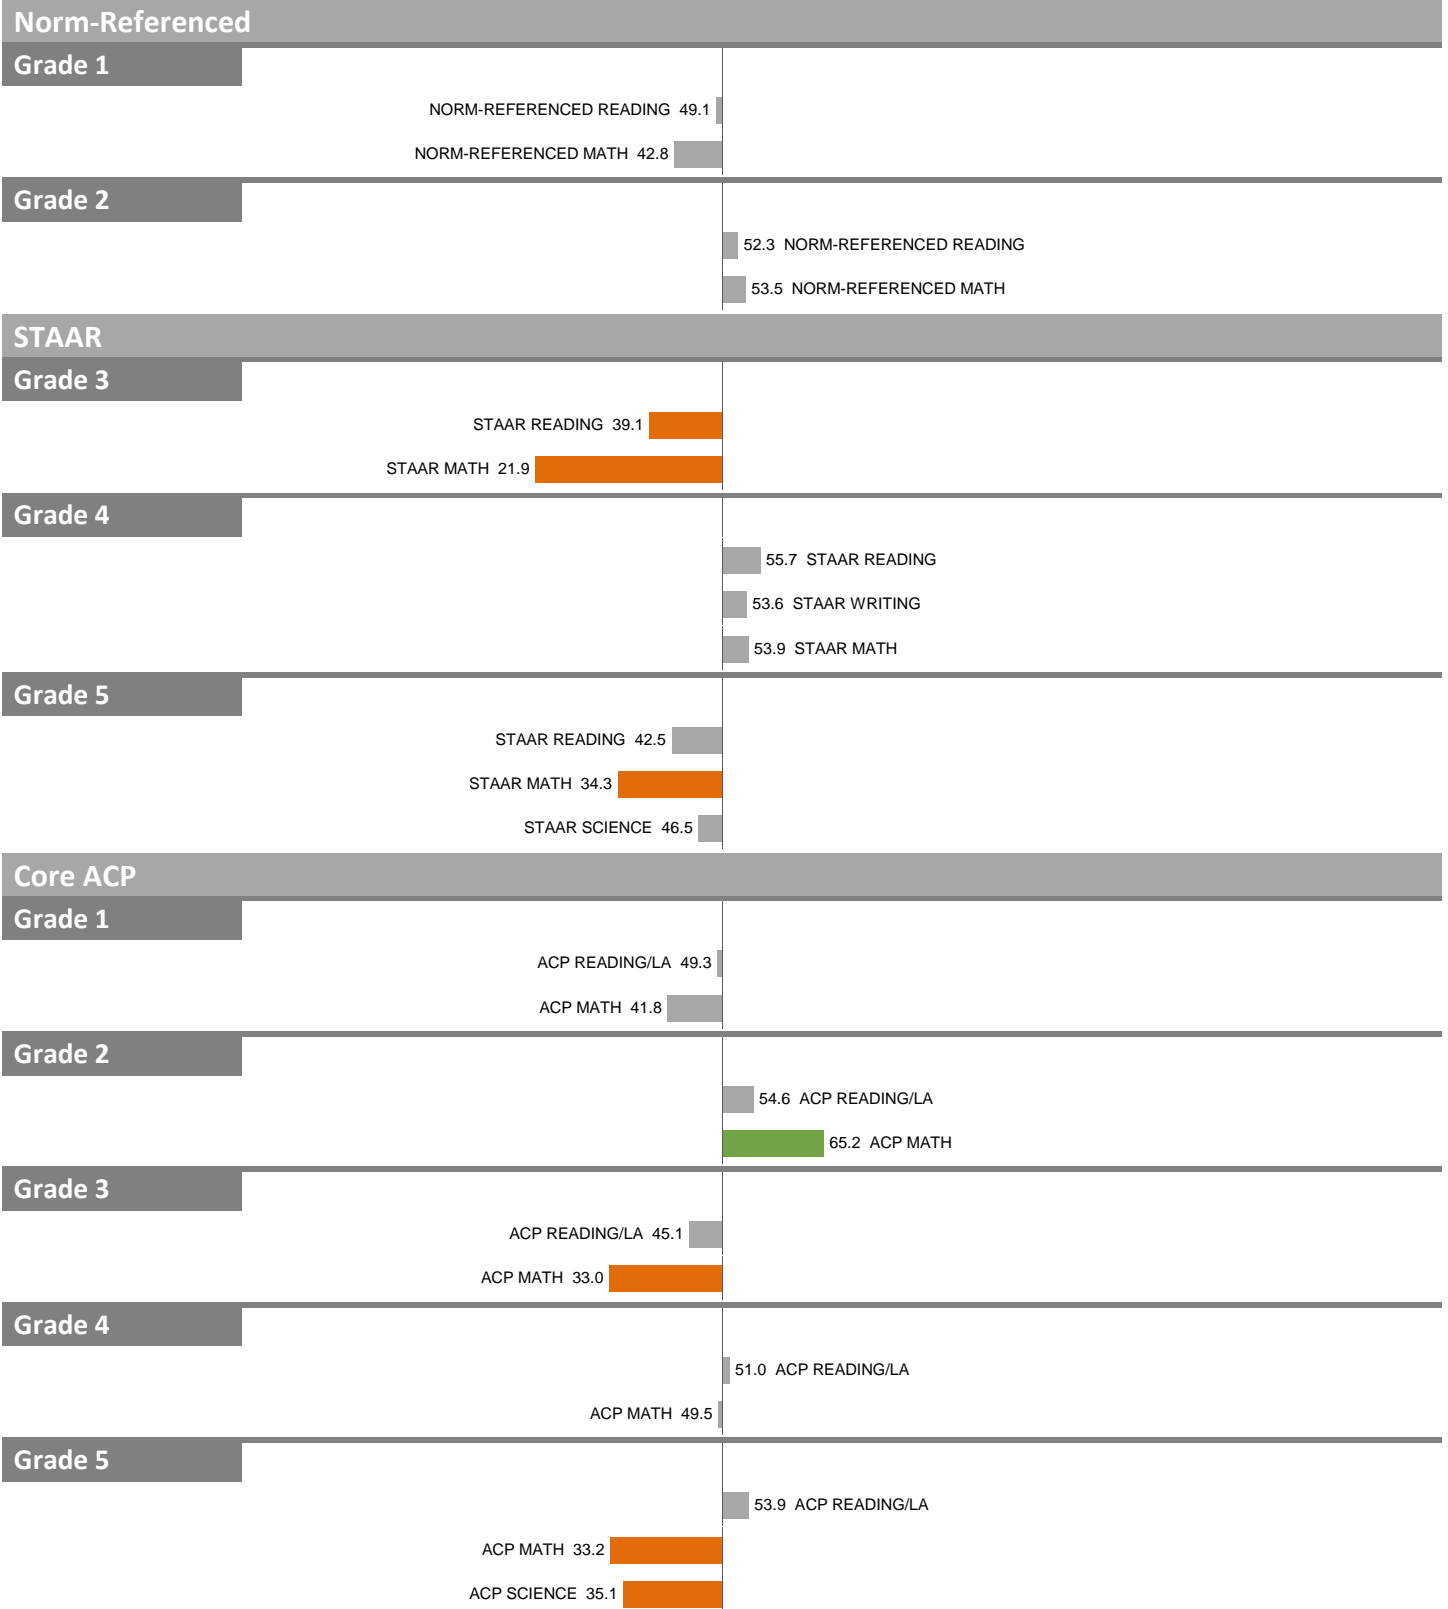 Norm-Referenced
Grade 1
NORM-REFERENCED READING 49.1
NORM-REFERENCED MATH 42.8
Grade 2
52.3 NORM-REFERENCED READING
53.5 NORM-REFERENCED MATH
STAAR
Grade 3
STAAR READING 39.1
STAAR MATH 21.9
Grade 4
55.7 STAAR READING
53.6 STAAR WRITING
53.9 STAAR MATH
Grade 5
STAAR READING 42.5
STAAR MATH 34.3
STAAR SCIENCE 46.5
Core ACP
Grade 1
ACP READING/LA 49.3
ACP MATH 41.8
Grade 2
54.6 ACP READING/LA
65.2 ACP MATH
Grade 3
ACP READING/LA 45.1
ACP MATH 33.0
Grade 4
51.0 ACP READING/LA
ACP MATH 49.5
Grade 5
53.9 ACP READING/LA
ACP MATH 33.2
ACP SCIENCE 35.1